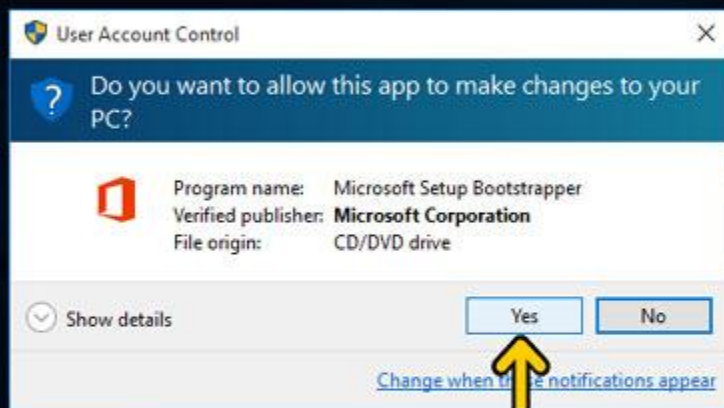 User Account Control
Do you want to allow this app to make changes to your
PC?
Program name: Microsoft Setup Bootstrapper
Verified publisher: Microsoft Corporation
File origin: CD/DVD drive
Show details
Yes
No
Change when these notifications appear